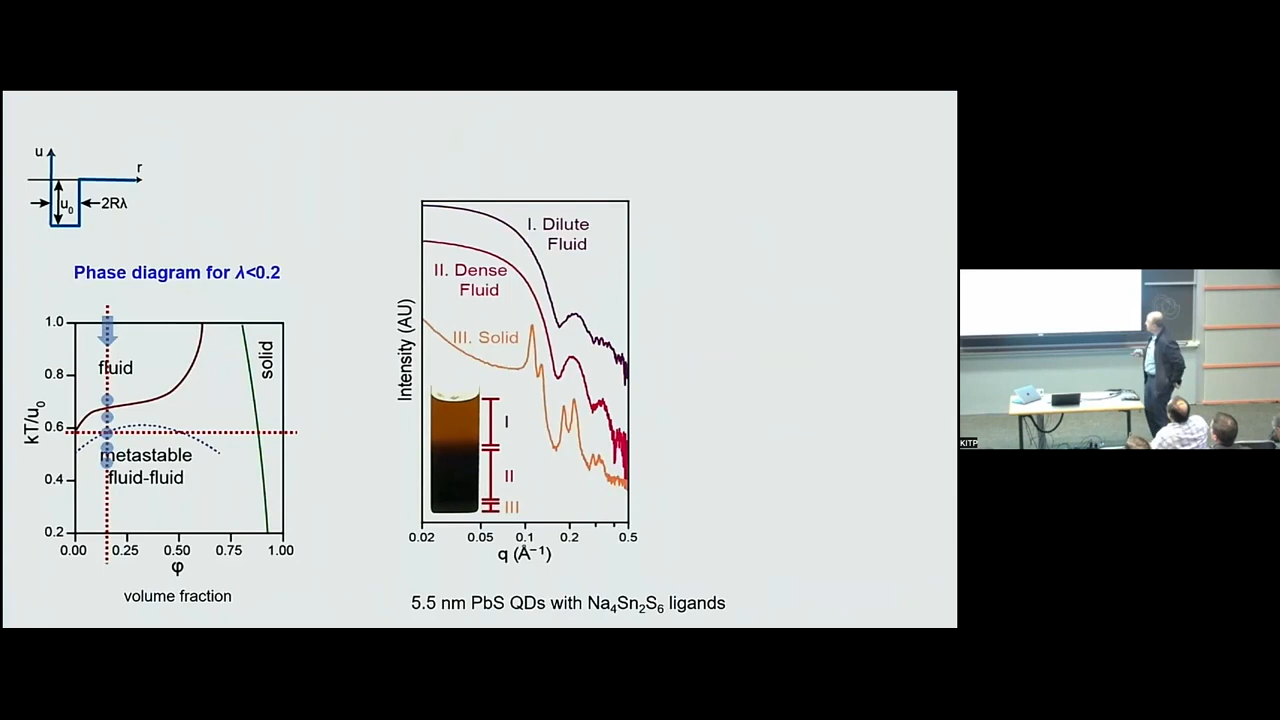 u
r
u₀
2Rλ
Phase diagram for λ<0.2
1.0
0.8
0.6
0.4
0.2
kT/u₀
fluid
solid
metastable
fluid-fluid
0.00 0.25 0.50 0.75 1.00
φ
volume fraction
Intensity (AU)
I. Dilute
Fluid
II. Dense
Fluid
III. Solid
I
II
III
0.02 0.05 0.1 0.2 0.5
q (Å⁻¹)
5.5 nm PbS QDs with Na₄Sn₂S₆ ligands
KITP